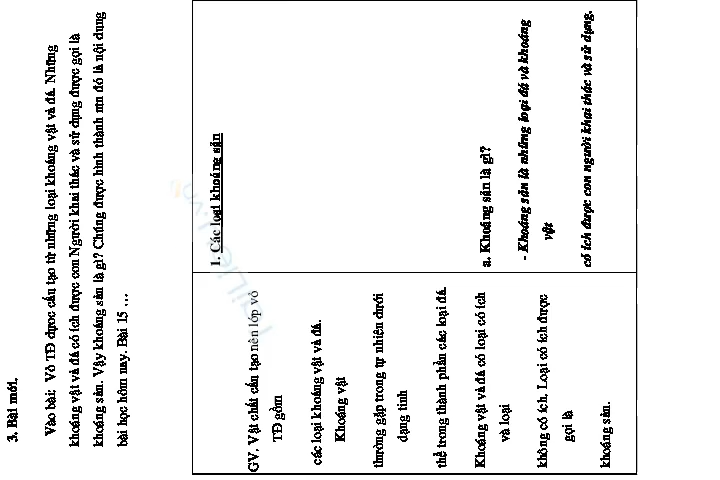 3. Bài mới.
Vào bài: Vỏ TĐ dựoc cấu tạo từ những loại khoáng vật và đá. Những
khoáng vật và đá có ích được con Người khai thác và sử dụng được gọi là
khoáng sản. Vậy khoáng sản là gì? Chúng được hình thành ntn đó là nội dung
bài học hôm nay. Bài 15 …
GV. Vật chất cấu tạo nên lớp vỏ
TĐ gồm
các loại khoáng vật và đá.
Khoáng vật
thường gặp trong tự nhiên dưới
dạng tinh
thể trong thành phần các loại đá.
Khoáng vật và đá có loại có ích
và loại
không có ích. Loại có ích được
gọi là
khoáng sản.
1. Các loại khoáng sản
a. Khoáng sản là gì?
- Khoáng sản là những loại đá và khoáng
vật
có ích được con người khai thác và sử dụng.
TaiLieu.vn